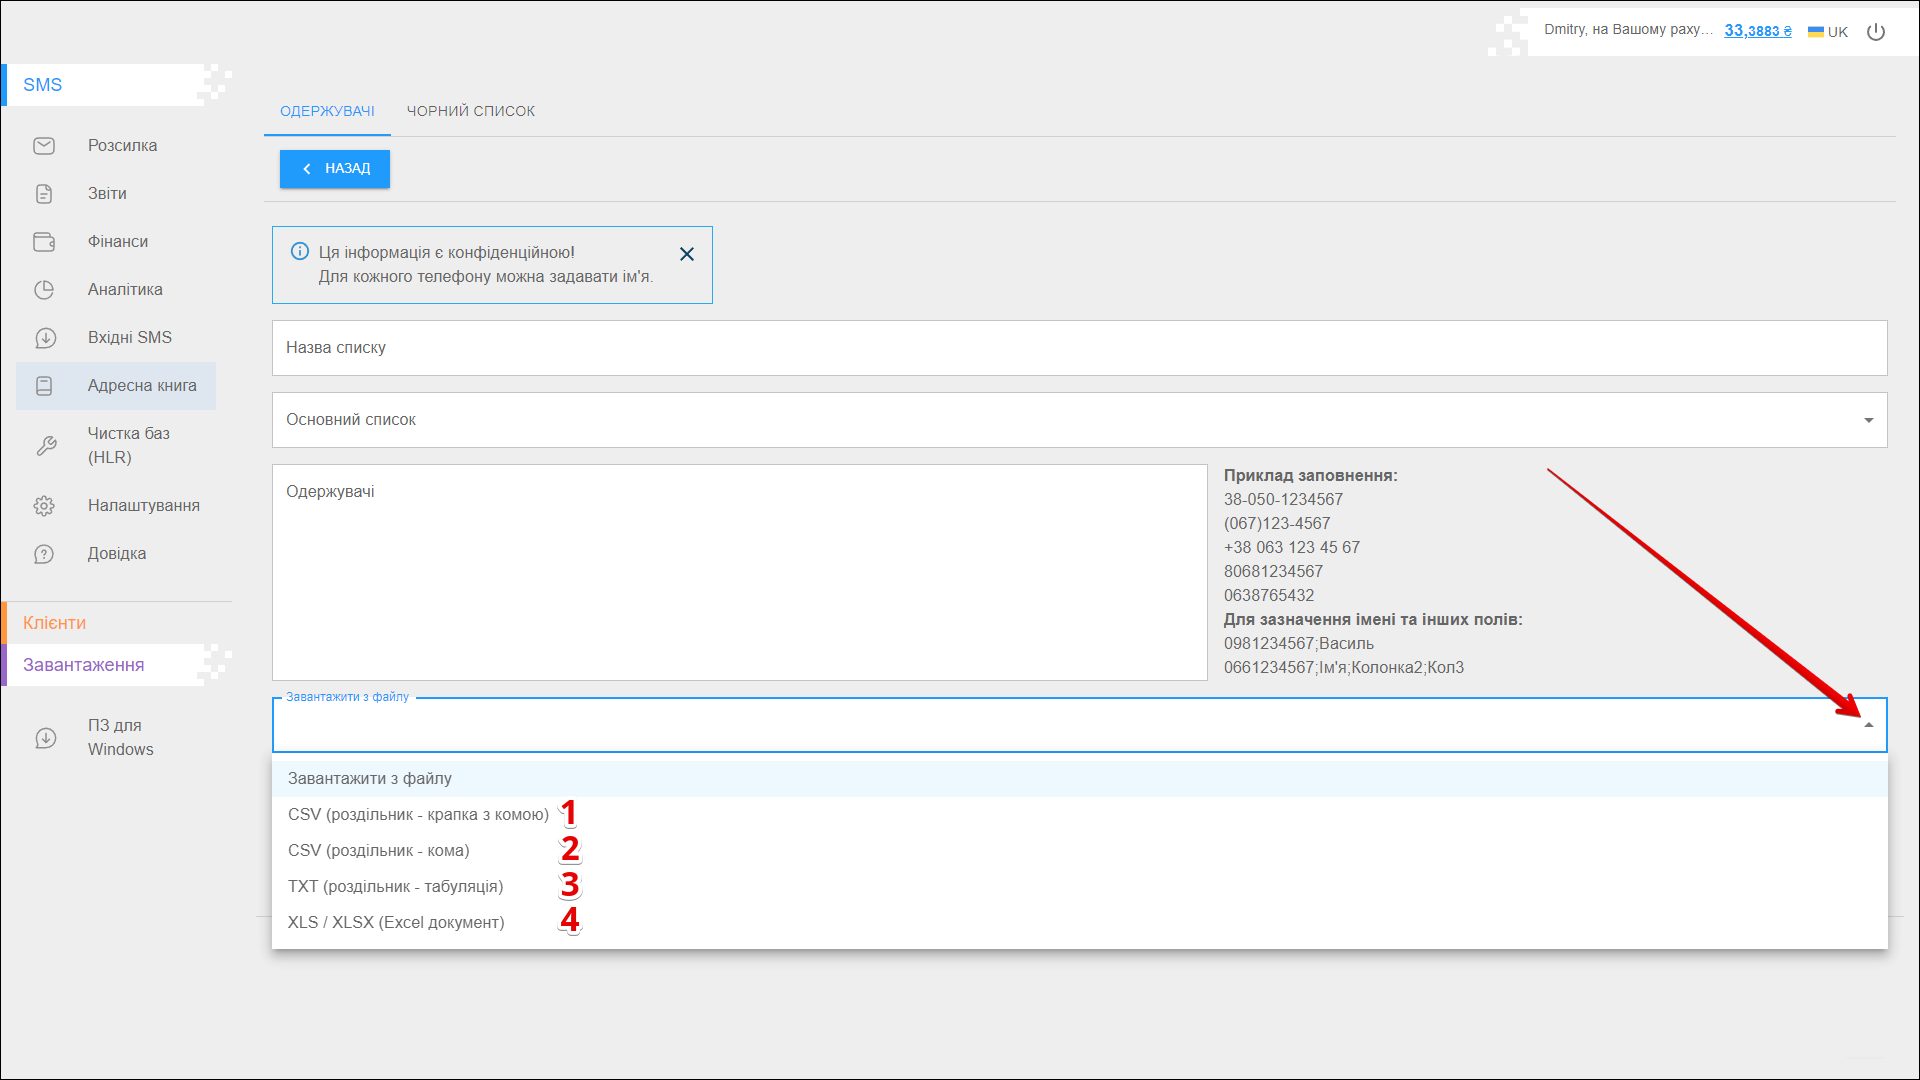 Dmitry, на Вашому раху... 33,3883 ₴ UK
SMS
Розсилка
Звіти
Фінанси
Аналітика
Вхідні SMS
Адресна книга
Чистка баз
(HLR)
Налаштування
Довідка
Клієнти
Завантаження
ПЗ для
Windows
ОДЕРЖУВАЧІ ЧОРНИЙ СПИСОК
НАЗАД
Ця інформація є конфіденційною!
Для кожного телефону можна задавати ім'я.
Назва списку
Основний список
Одержувачі
Приклад заповнення:
38-050-1234567
(067)123-4567
+38 063 123 45 67
80681234567
0638765432
Для зазначення імені та інших полів:
0981234567;Василь
0661234567;Ім'я;Колонка2;Кол3
Завантажити з файлу
Завантажити з файлу
CSV (роздільник - крапка з комою) 1
CSV (роздільник - кома) 2
TXT (роздільник - табуляція) 3
XLS / XLSX (Excel документ) 4